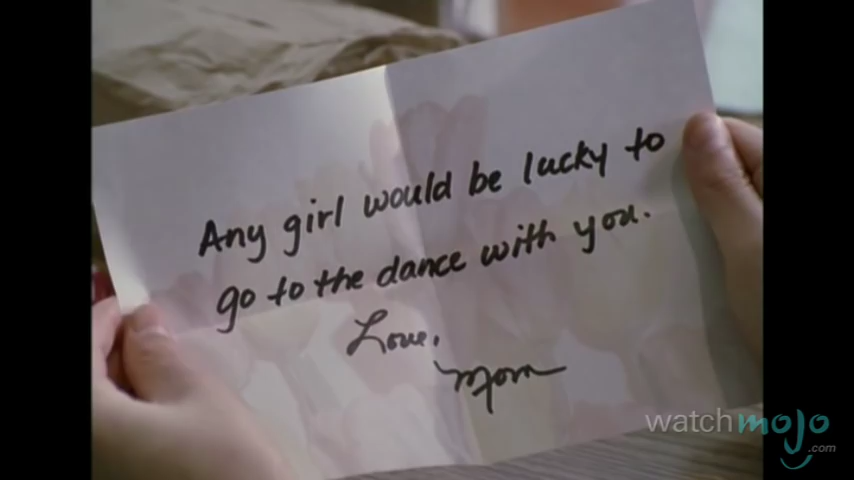 Any girl would be lucky to
go to the dance with you.
Love,
Mom
watchmojo
.com